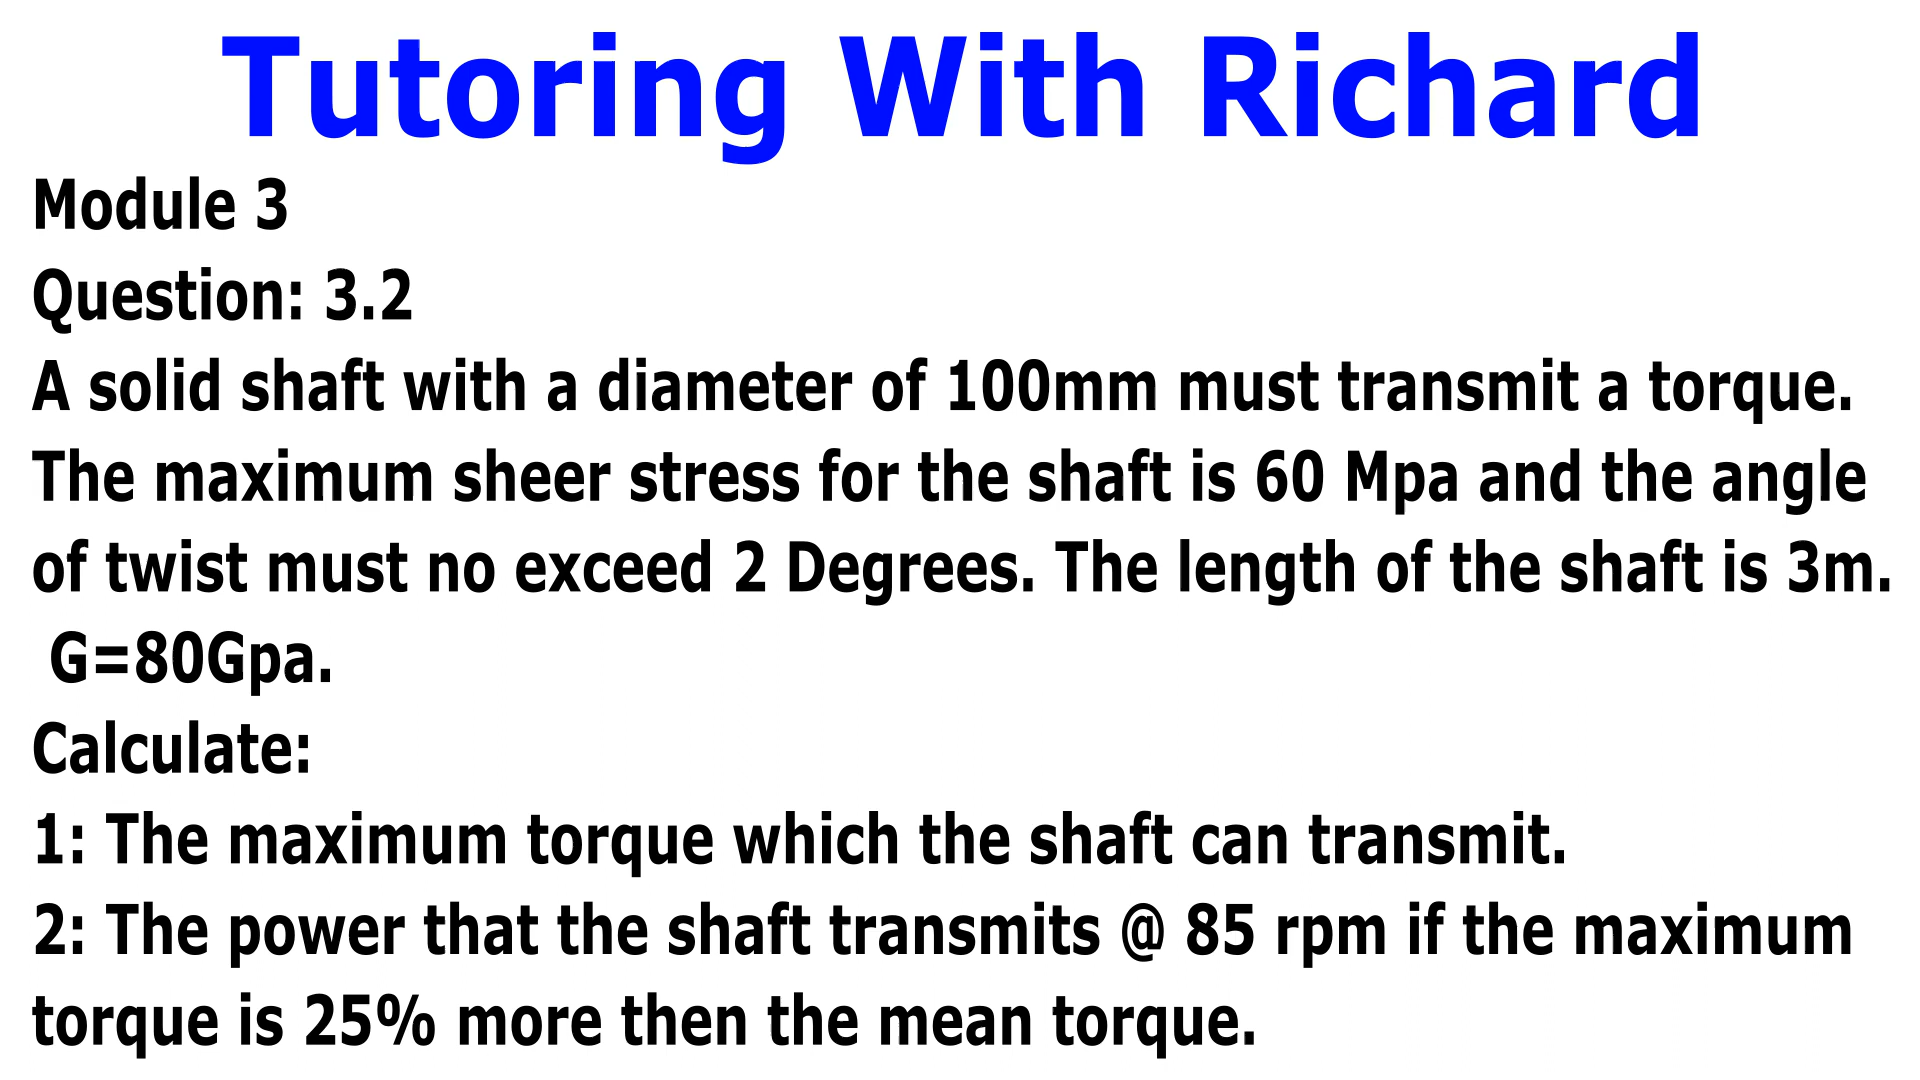 Tutoring With Richard
Module 3
Question: 3.2
A solid shaft with a diameter of 100mm must transmit a torque.
The maximum sheer stress for the shaft is 60 Mpa and the angle
of twist must no exceed 2 Degrees. The length of the shaft is 3m.
G=80Gpa.
Calculate:
1: The maximum torque which the shaft can transmit.
2: The power that the shaft transmits @ 85 rpm if the maximum
torque is 25% more then the mean torque.